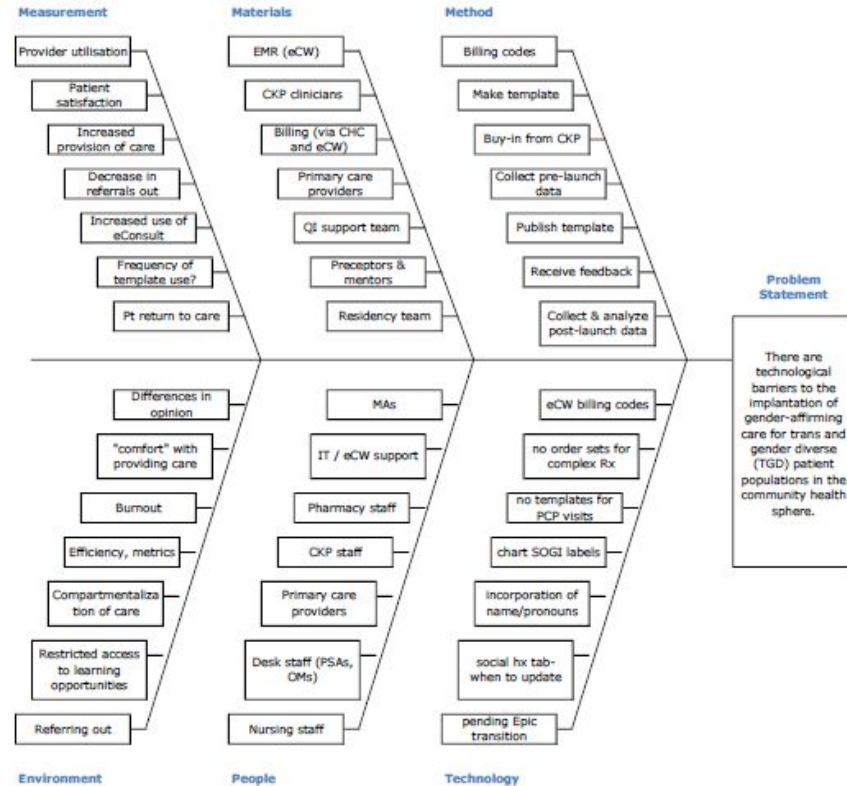 Measurement
Materials
Method
Provider utilisation
Patient
satisfaction
Increased
provision of care
Decrease in
referrals out
Increased use of
eConsult
Frequency of
template use?
Pt return to care
EMR (eCW)
CKP clinicians
Billing (via CHC
and eCW)
Primary care
providers
QI support team
Preceptors &
mentors
Residency team
Billing codes
Make template
Buy-in from CKP
Collect pre-launch
data
Publish template
Receive feedback
Collect & analyze
post-launch data
Problem
Statement
There are
technological
barriers to the
implantation of
gender-affirming
care for trans and
gender diverse
(TGD) patient
populations in the
community health
sphere.
Differences in
opinion
"comfort" with
providing care
Burnout
Efficiency, metrics
Compartmentaliza
tion of care
Restricted access
to learning
opportunities
Referring out
MAs
IT / eCW support
Pharmacy staff
CKP staff
Primary care
providers
Desk staff (PSAs,
OMs)
Nursing staff
eCW billing codes
no order sets for
complex Rx
no templates for
PCP visits
chart SOGI labels
incorporation of
name/pronouns
social hx tab-
when to update
pending Epic
transition
Environment
People
Technology